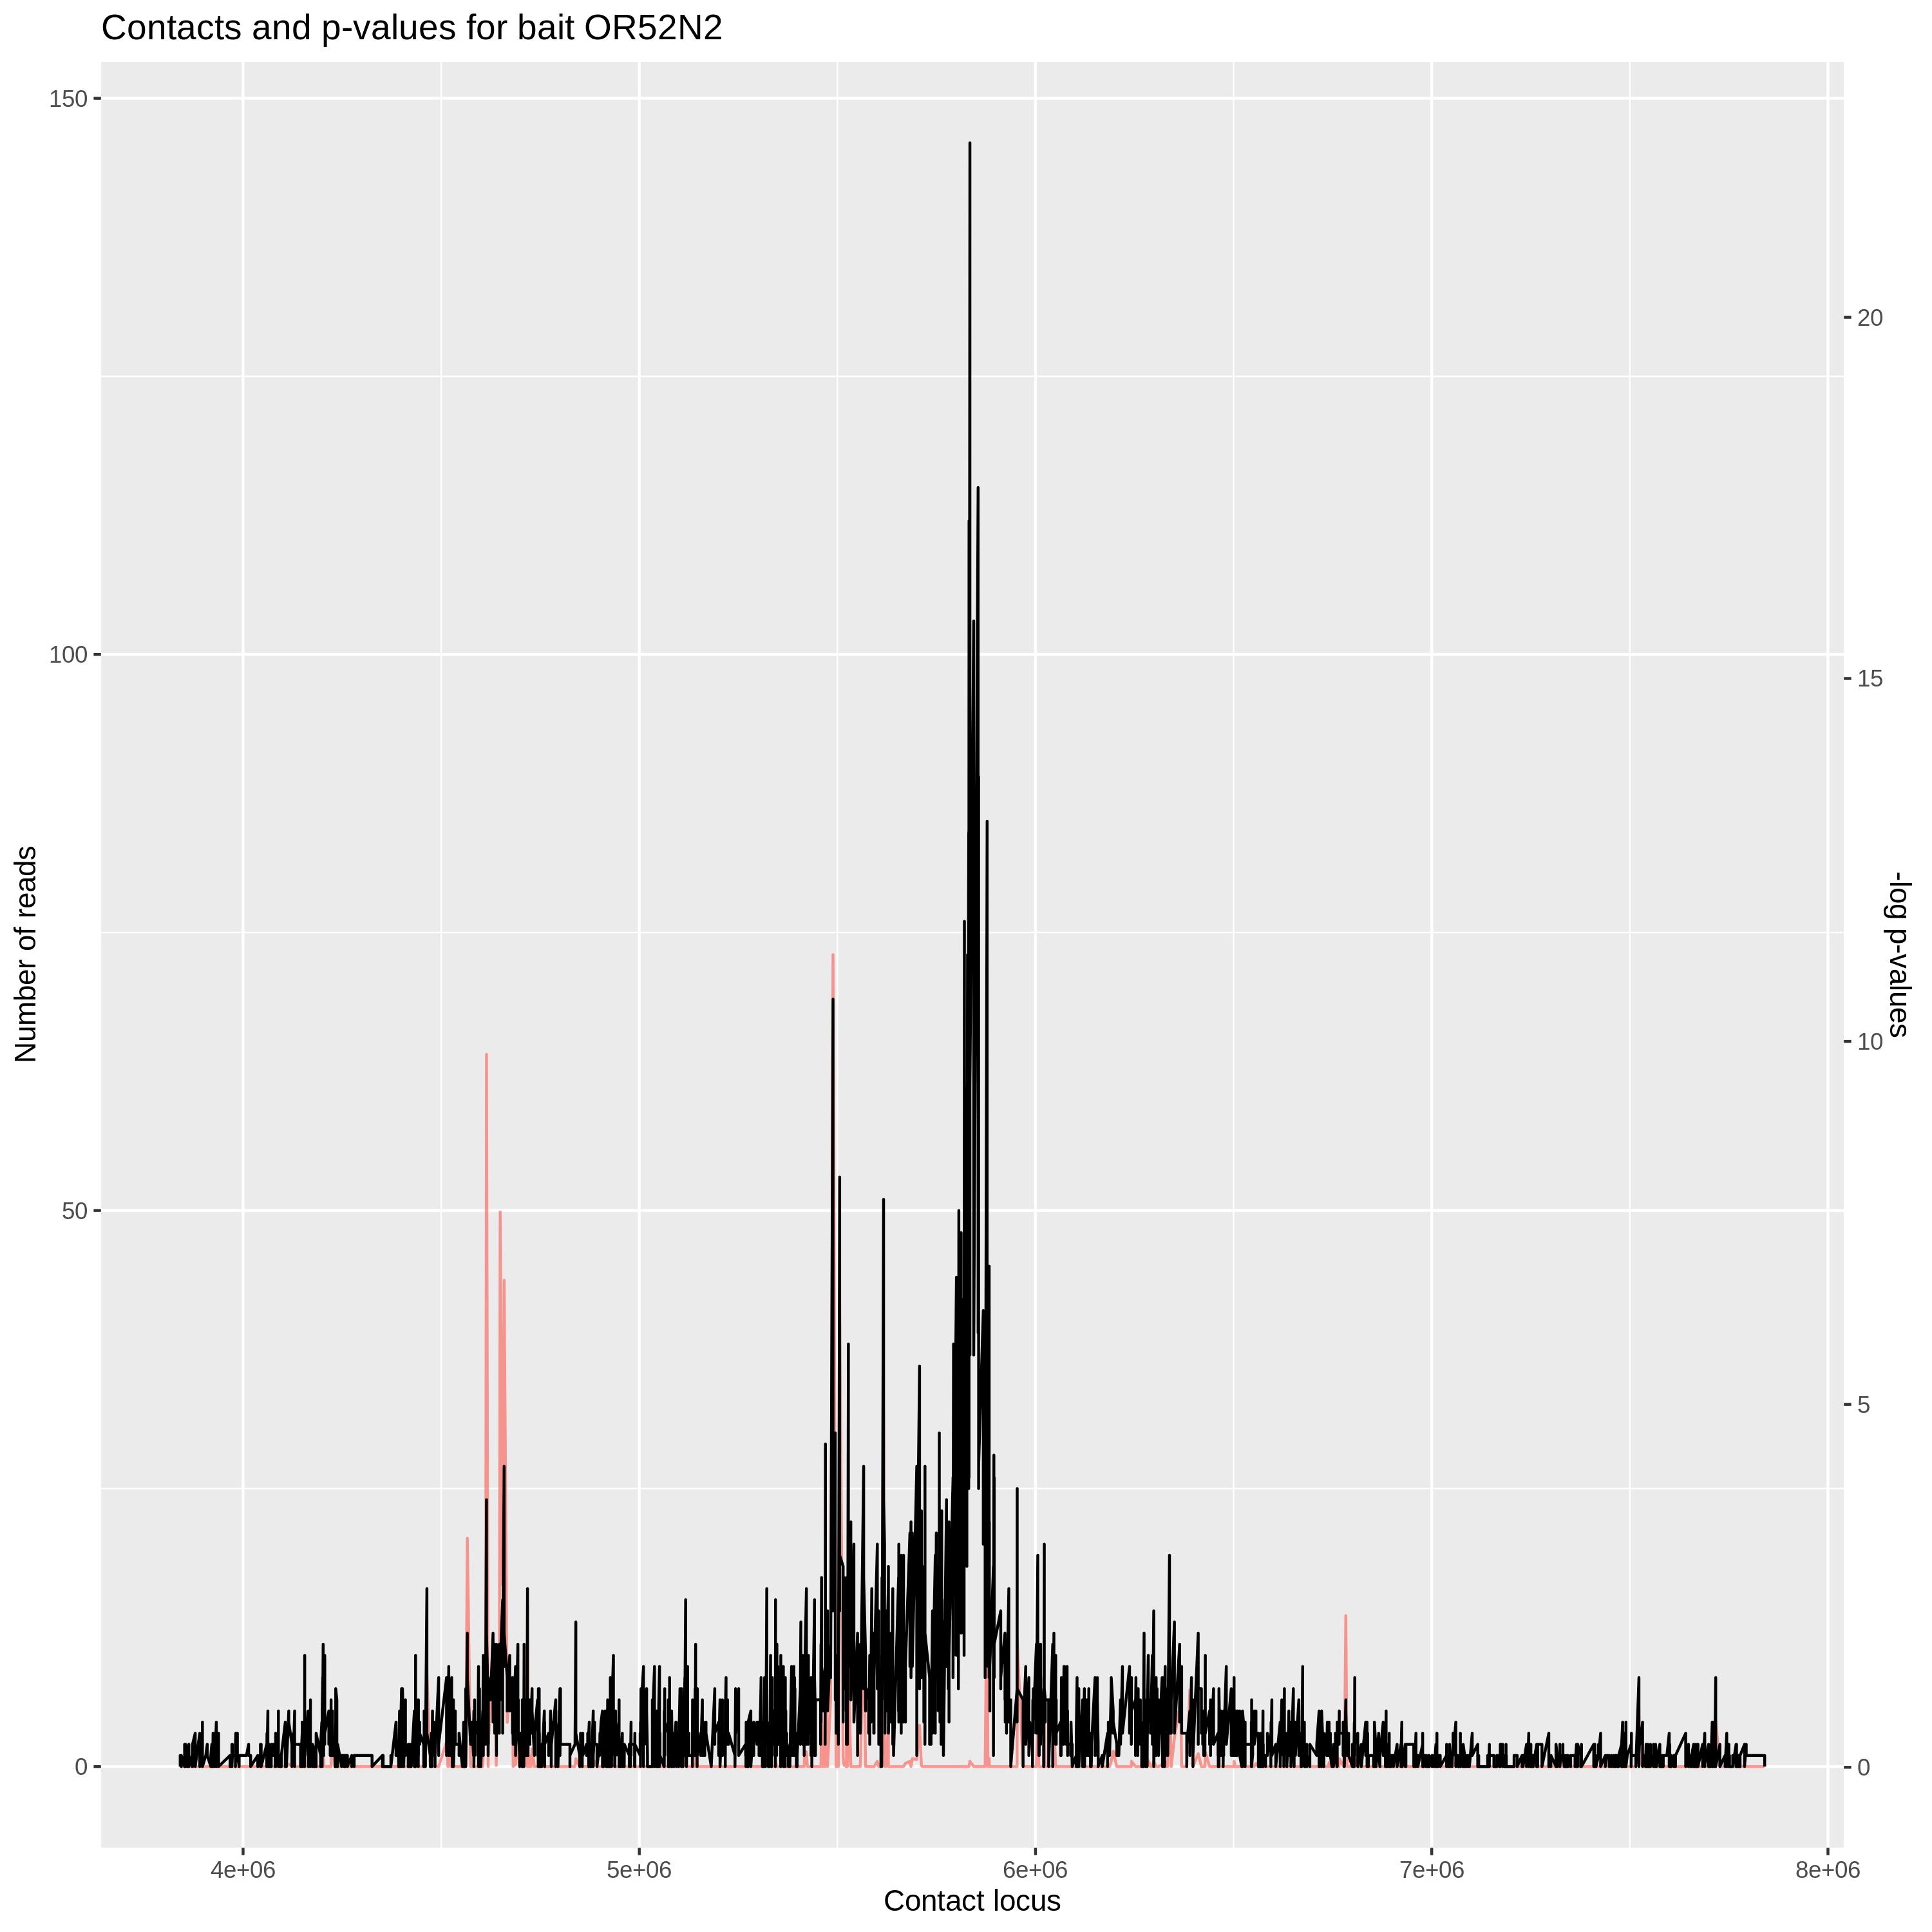 Contacts and p-values for bait OR52N2
150
100
50
0
Number of reads
20
15
10
5
0
-log p-values
4e+06
5e+06
6e+06
7e+06
8e+06
Contact locus